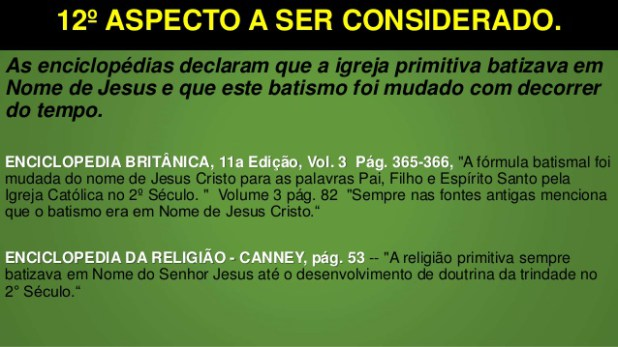 12º ASPECTO A SER CONSIDERADO.
As enciclopédias declaram que a igreja primitiva batizava em
Nome de Jesus e que este batismo foi mudado com decorrer
do tempo.
ENCICLOPEDIA BRITÂNICA, 11a Edição, Vol. 3 Pág. 365-366, "A fórmula batismal foi
mudada do nome de Jesus Cristo para as palavras Pai, Filho e Espírito Santo pela
Igreja Católica no 2º Século. " Volume 3 pág. 82 "Sempre nas fontes antigas menciona
que o batismo era em Nome de Jesus Cristo.“
ENCICLOPEDIA DA RELIGIÃO - CANNEY, pág. 53 -- "A religião primitiva sempre
batizava em Nome do Senhor Jesus até o desenvolvimento de doutrina da trindade no
2° Século.“